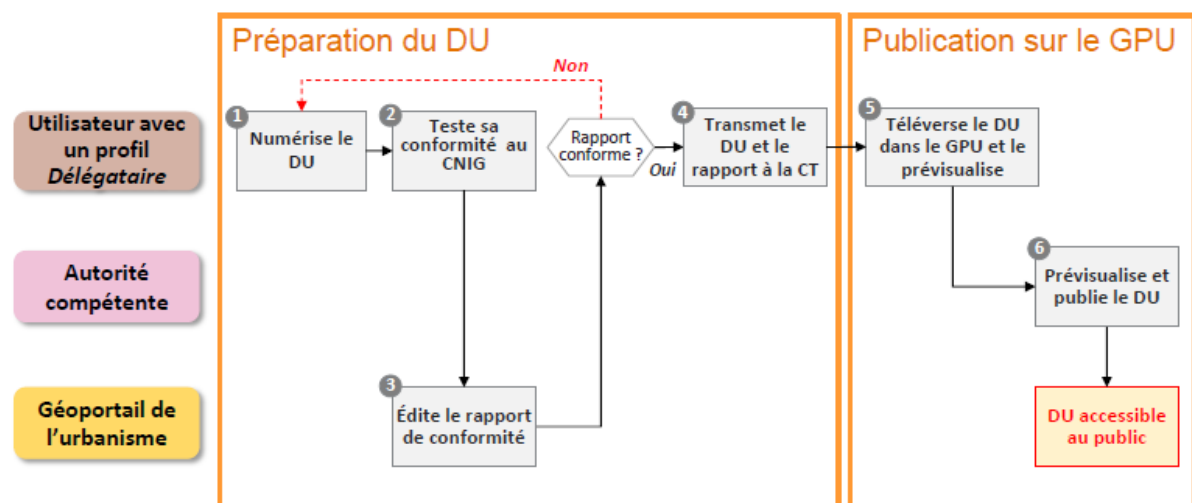 Préparation du DU
Publication sur le GPU
Non
Utilisateur avec
un profil
Délégataire
1
Numérise le
DU
2
Teste sa
conformité au
CNIG
Rapport
conforme ?
Oui
4
Transmet le
DU et le
rapport à la CT
5
Téléverse le DU
dans le GPU et le
prévisualise
Autorité
compétente
6
Prévisualise et
publie le DU
Géoportail de
l'urbanisme
3
Édite le rapport
de conformité
DU accessible
au public